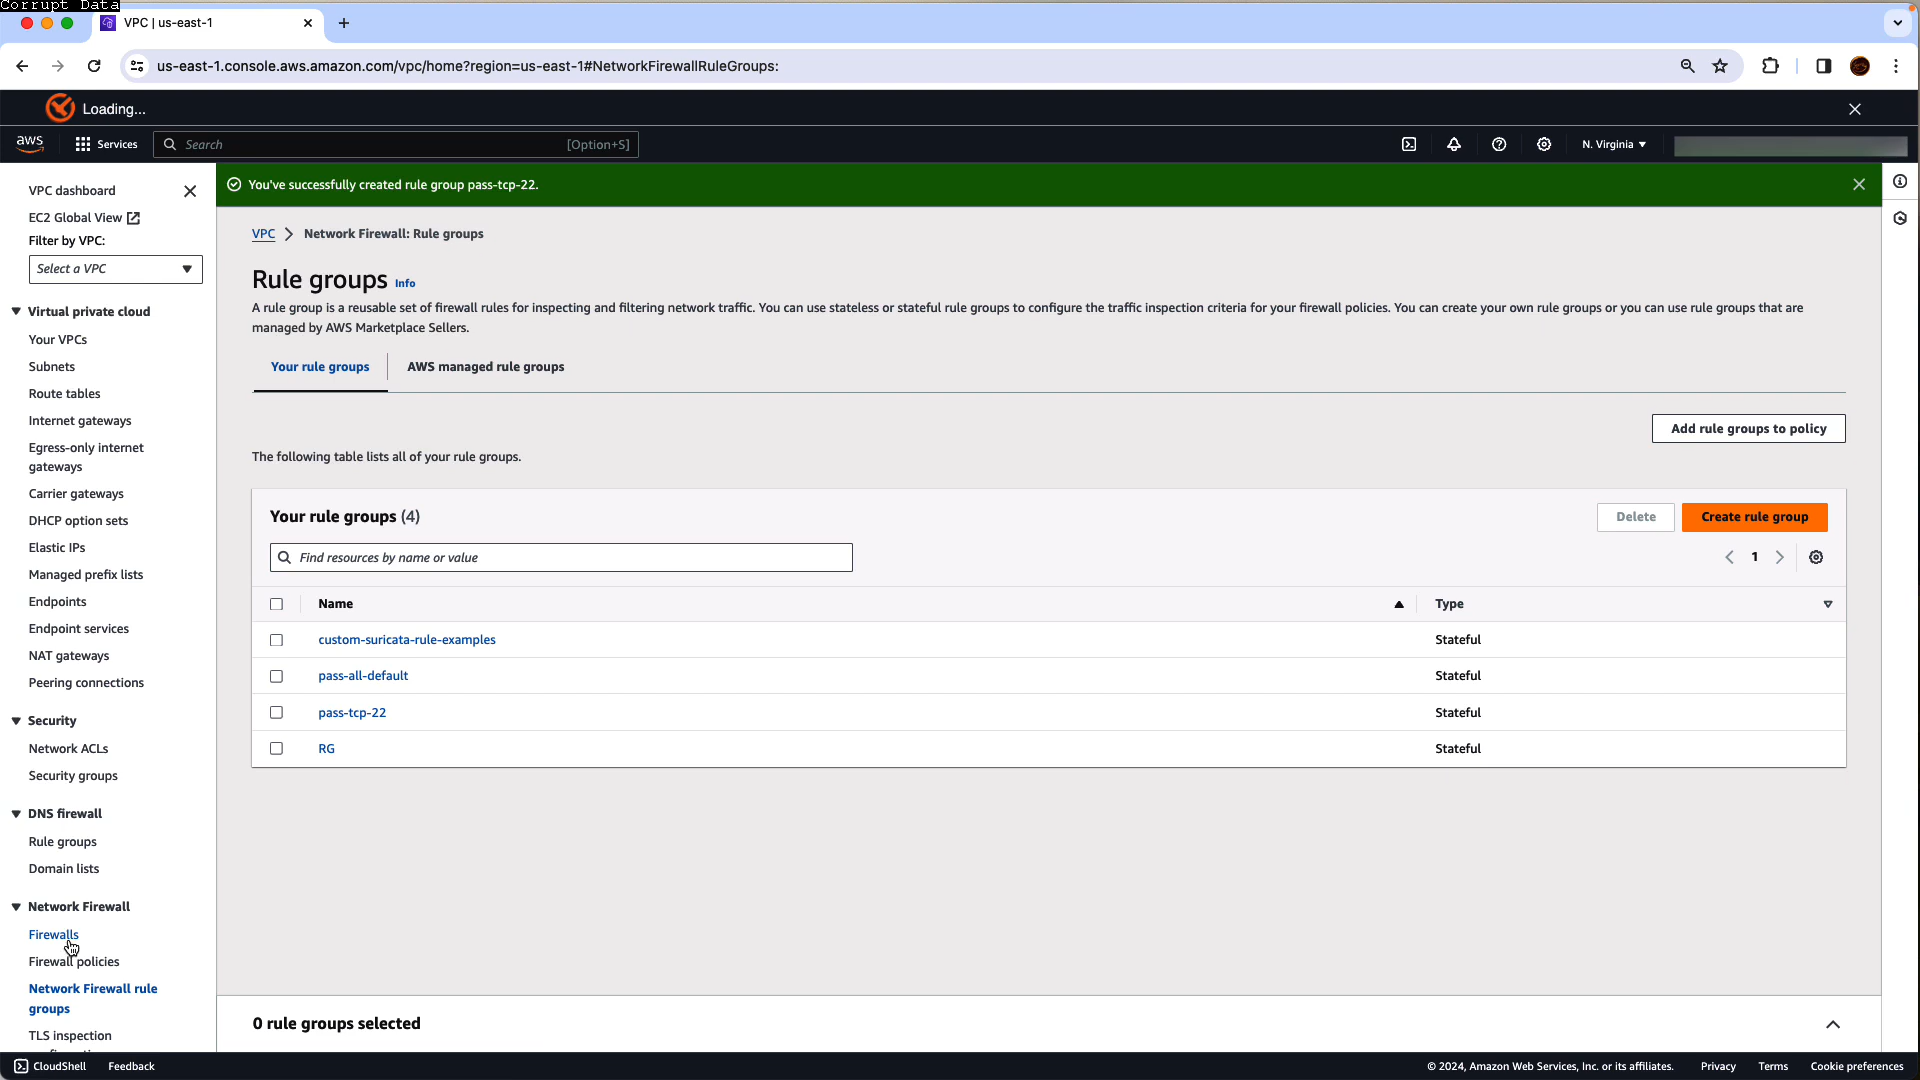 Corrupt Data
VPC | us-east-1
us-east-1.console.aws.amazon.com/vpc/home?region=us-east-1#NetworkFirewallRuleGroups:
Loading...
aws
Services
Search
[Option+S]
N. Virginia
VPC dashboard
EC2 Global View
Filter by VPC:
Select a VPC
Virtual private cloud
Your VPCs
Subnets
Route tables
Internet gateways
Egress-only internet
gateways
Carrier gateways
DHCP option sets
Elastic IPs
Managed prefix lists
Endpoints
Endpoint services
NAT gateways
Peering connections
Security
Network ACLs
Security groups
DNS firewall
Rule groups
Domain lists
Network Firewall
Firewalls
Firewall policies
Network Firewall rule
groups
TLS inspection
You've successfully created rule group pass-tcp-22.
VPC
Network Firewall: Rule groups
Rule groups Info
A rule group is a reusable set of firewall rules for inspecting and filtering network traffic. You can use stateless or stateful rule groups to configure the traffic inspection criteria for your firewall policies. You can create your own rule groups or you can use rule groups that are
managed by AWS Marketplace Sellers.
Your rule groups
AWS managed rule groups
Add rule groups to policy
The following table lists all of your rule groups.
Your rule groups (4)
Delete
Create rule group
Find resources by name or value
1
Name
Type
custom-suricata-rule-examples
Stateful
pass-all-default
Stateful
pass-tcp-22
Stateful
RG
Stateful
0 rule groups selected
CloudShell
Feedback
© 2024, Amazon Web Services, Inc. or its affiliates.
Privacy
Terms
Cookie preferences